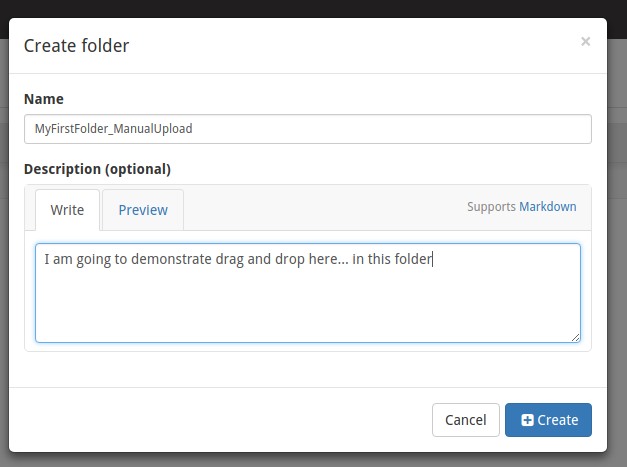 Create folder ×
Name
MyFirstFolder_ManualUpload
Description (optional)
Write Preview Supports Markdown
I am going to demonstrate drag and drop here... in this folder
Cancel Create